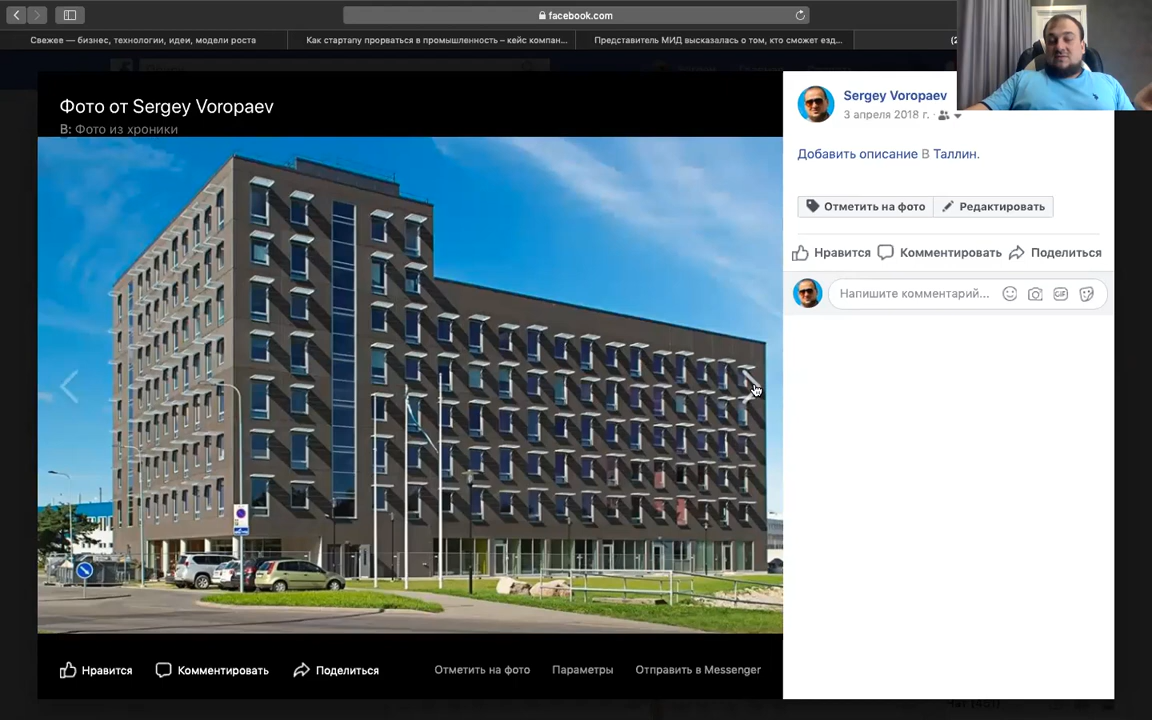 facebook.com
Свежее — бизнес, технологии, идеи, модели роста
Как стартапу прорваться в промышленность – кейс компан...
Представитель МИД высказалась о том, кто сможет езд...
Фото от Sergey Voropaev
В: Фото из хроники
Sergey Voropaev
3 апреля 2018 г.
Добавить описание В Таллин.
Отметить на фото
Редактировать
Нравится
Комментировать
Поделиться
Напишите комментарий...
GIF
Нравится
Комментировать
Поделиться
Отметить на фото
Параметры
Отправить в Messenger